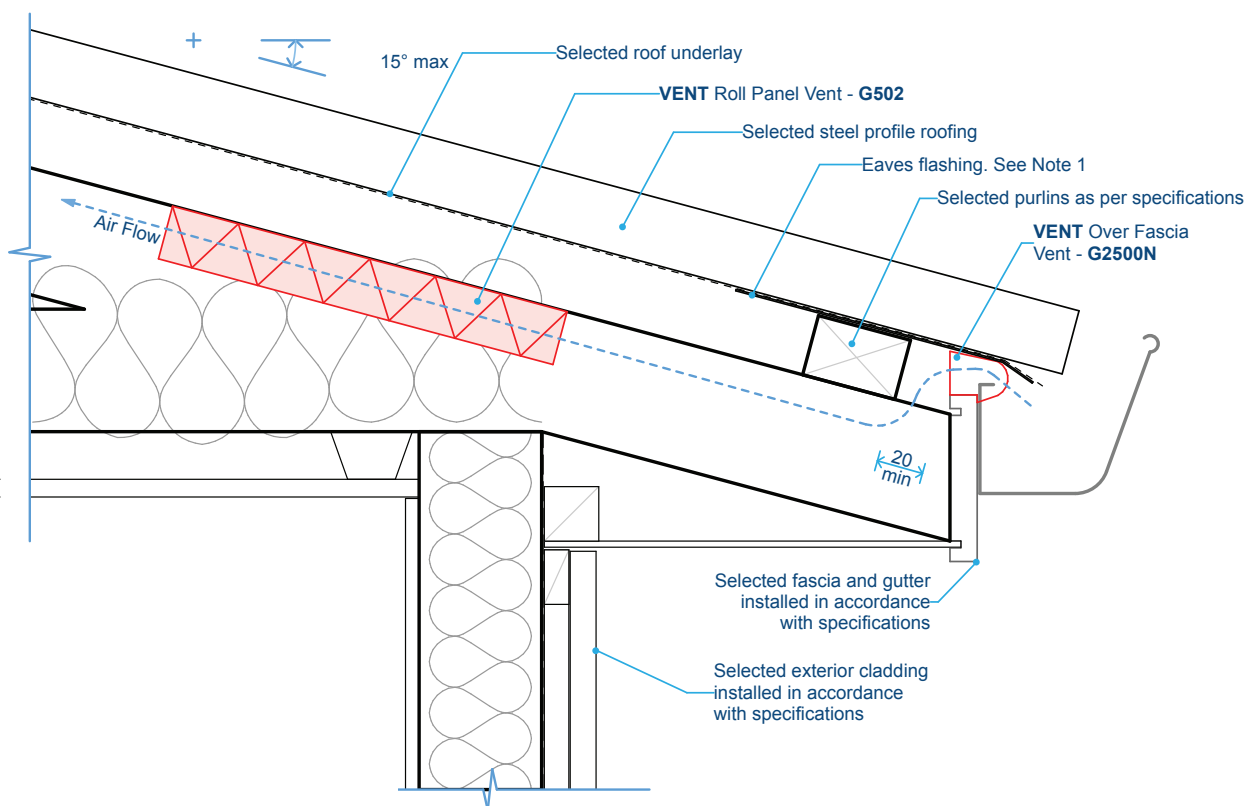 15° max
Selected roof underlay
VENT Roll Panel Vent - G502
Selected steel profile roofing
Eaves flashing. See Note 1
Selected purlins as per specifications
VENT Over Fascia
Vent - G2500N
Air Flow
20
min
Selected fascia and gutter
installed in accordance
with specifications
Selected exterior cladding
installed in accordance
with specifications